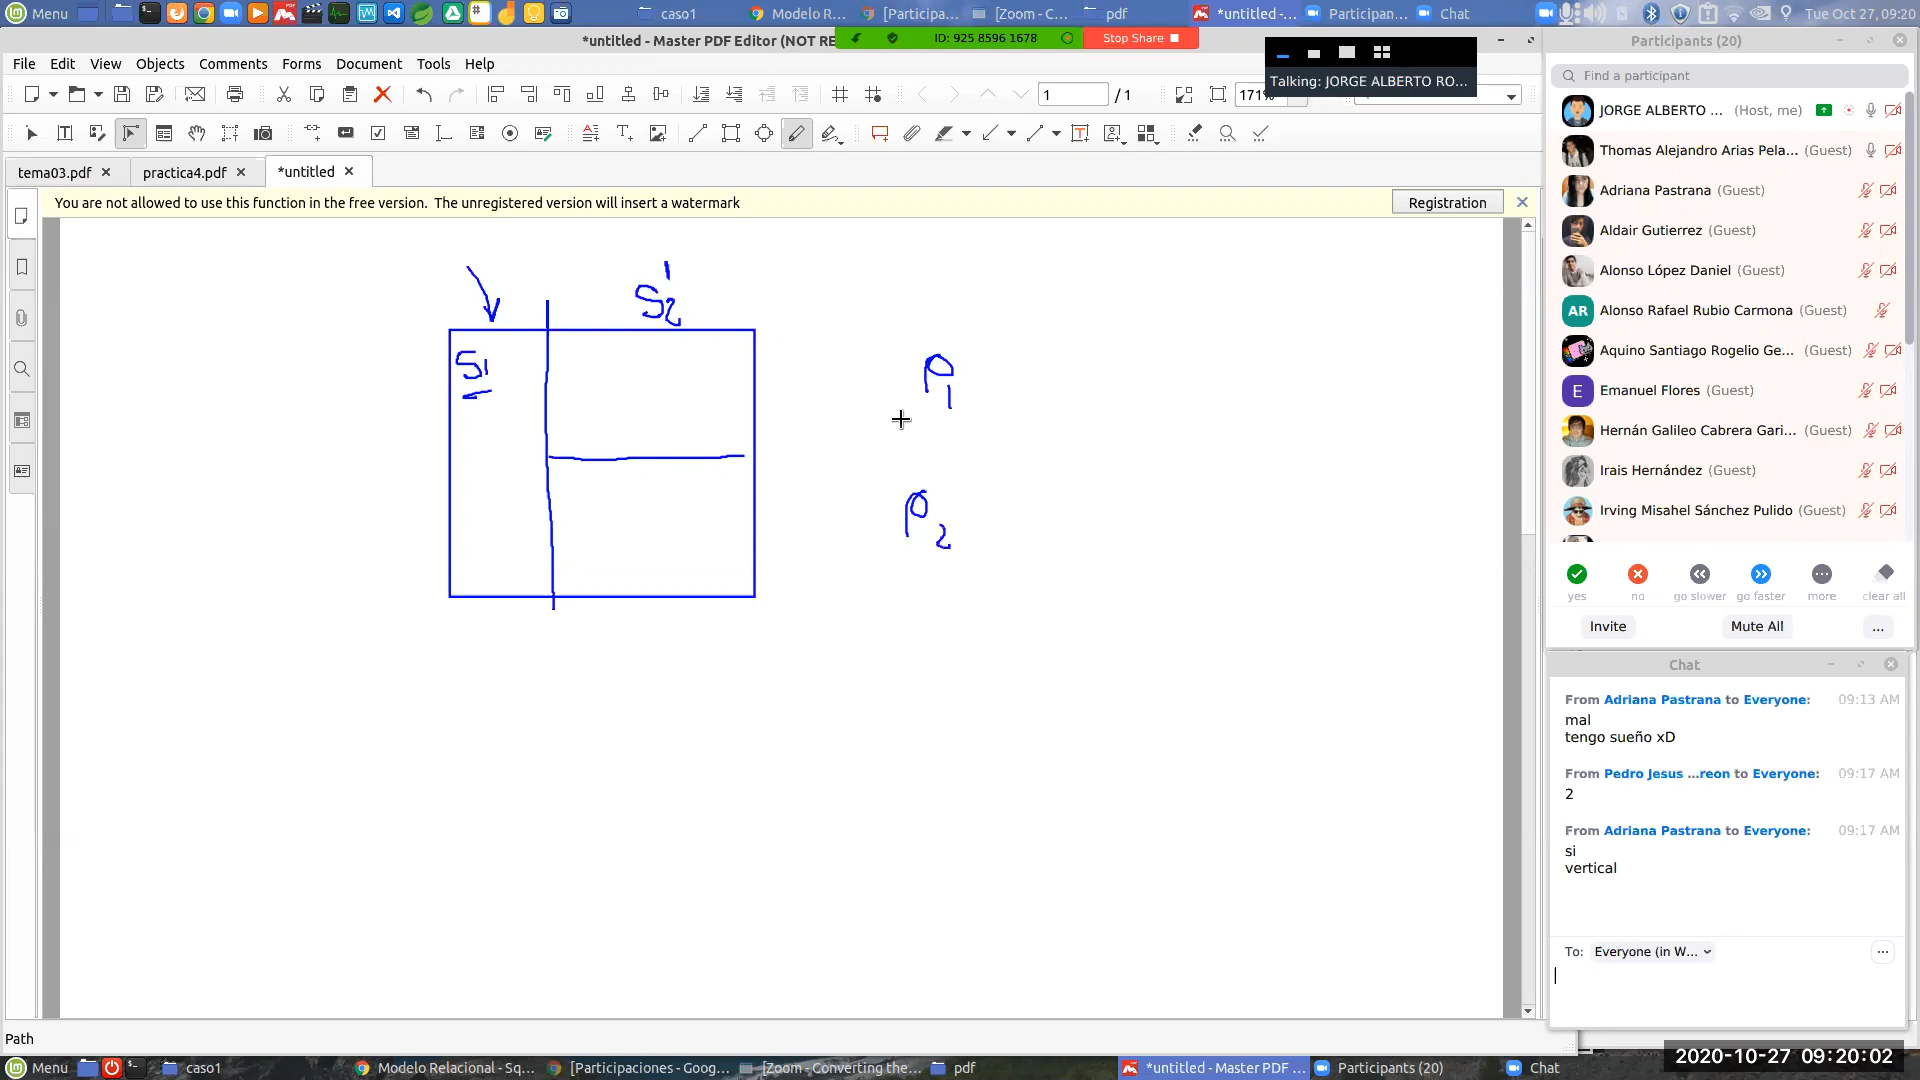 Menu
caso1
Modelo R...
[Participa...
[Zoom - C...
pdf
*untitled -...
Participan...
Chat
Tue Oct 27, 09:20
*untitled - Master PDF Editor (NOT RE
ID: 925 8596 1678
Stop Share
Talking: JORGE ALBERTO RO...
File Edit View Objects Comments Forms Document Tools Help
1 / 1
171%
tema03.pdf
practica4.pdf
*untitled
You are not allowed to use this function in the free version. The unregistered version will insert a watermark
Registration
S2
S1
P1
P2
Path
Participants (20)
Find a participant
JORGE ALBERTO ... (Host, me)
Thomas Alejandro Arias Pela... (Guest)
Adriana Pastrana (Guest)
Aldair Gutierrez (Guest)
Alonso López Daniel (Guest)
AR Alonso Rafael Rubio Carmona (Guest)
Aquino Santiago Rogelio Ge... (Guest)
E Emanuel Flores (Guest)
Hernán Galileo Cabrera Gari... (Guest)
Irais Hernández (Guest)
Irving Misahel Sánchez Pulido (Guest)
yes no go slower go faster more clear all
Invite Mute All ...
Chat
From Adriana Pastrana to Everyone: 09:13 AM
mal
tengo sueño xD
From Pedro Jesus ...reon to Everyone: 09:17 AM
2
From Adriana Pastrana to Everyone: 09:17 AM
si
vertical
To: Everyone (in W...
2020-10-27 09:20:02
Menu
caso1
Modelo Relacional - Sq...
[Participaciones - Goog...
[Zoom - Converting the...
pdf
*untitled - Master PDF ...
Participants (20)
Chat